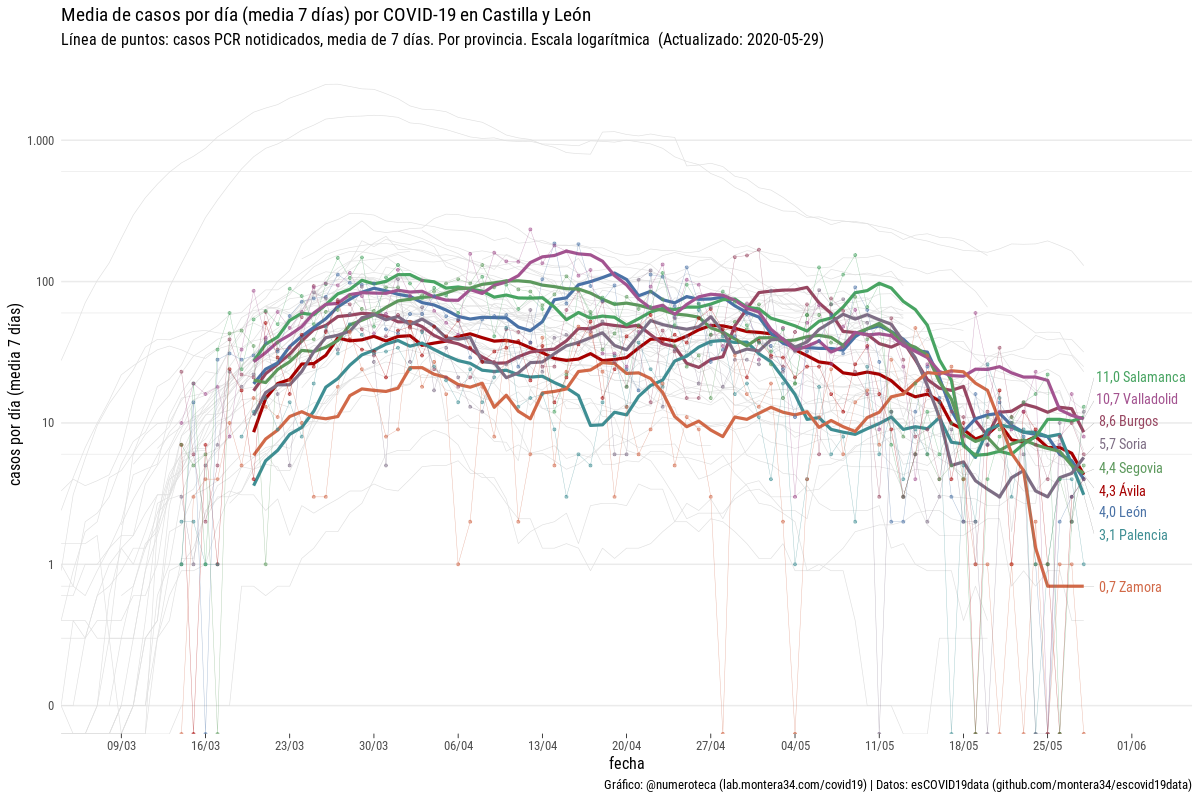 Media de casos por día (media 7 días) por COVID-19 en Castilla y León
Línea de puntos: casos PCR notidicados, media de 7 días. Por provincia. Escala logarítmica  (Actualizado: 2020-05-29)
casos por día (media 7 días)
1.000
100
10
1
0
11,0 Salamanca
10,7 Valladolid
8,6 Burgos
5,7 Soria
4,4 Segovia
4,3 Ávila
4,0 León
3,1 Palencia
0,7 Zamora
09/03 16/03 23/03 30/03 06/04 13/04 20/04 27/04 04/05 11/05 18/05 25/05 01/06
fecha
Gráfico: @numeroteca (lab.montera34.com/covid19) | Datos: esCOVID19data (github.com/montera34/escovid19data)